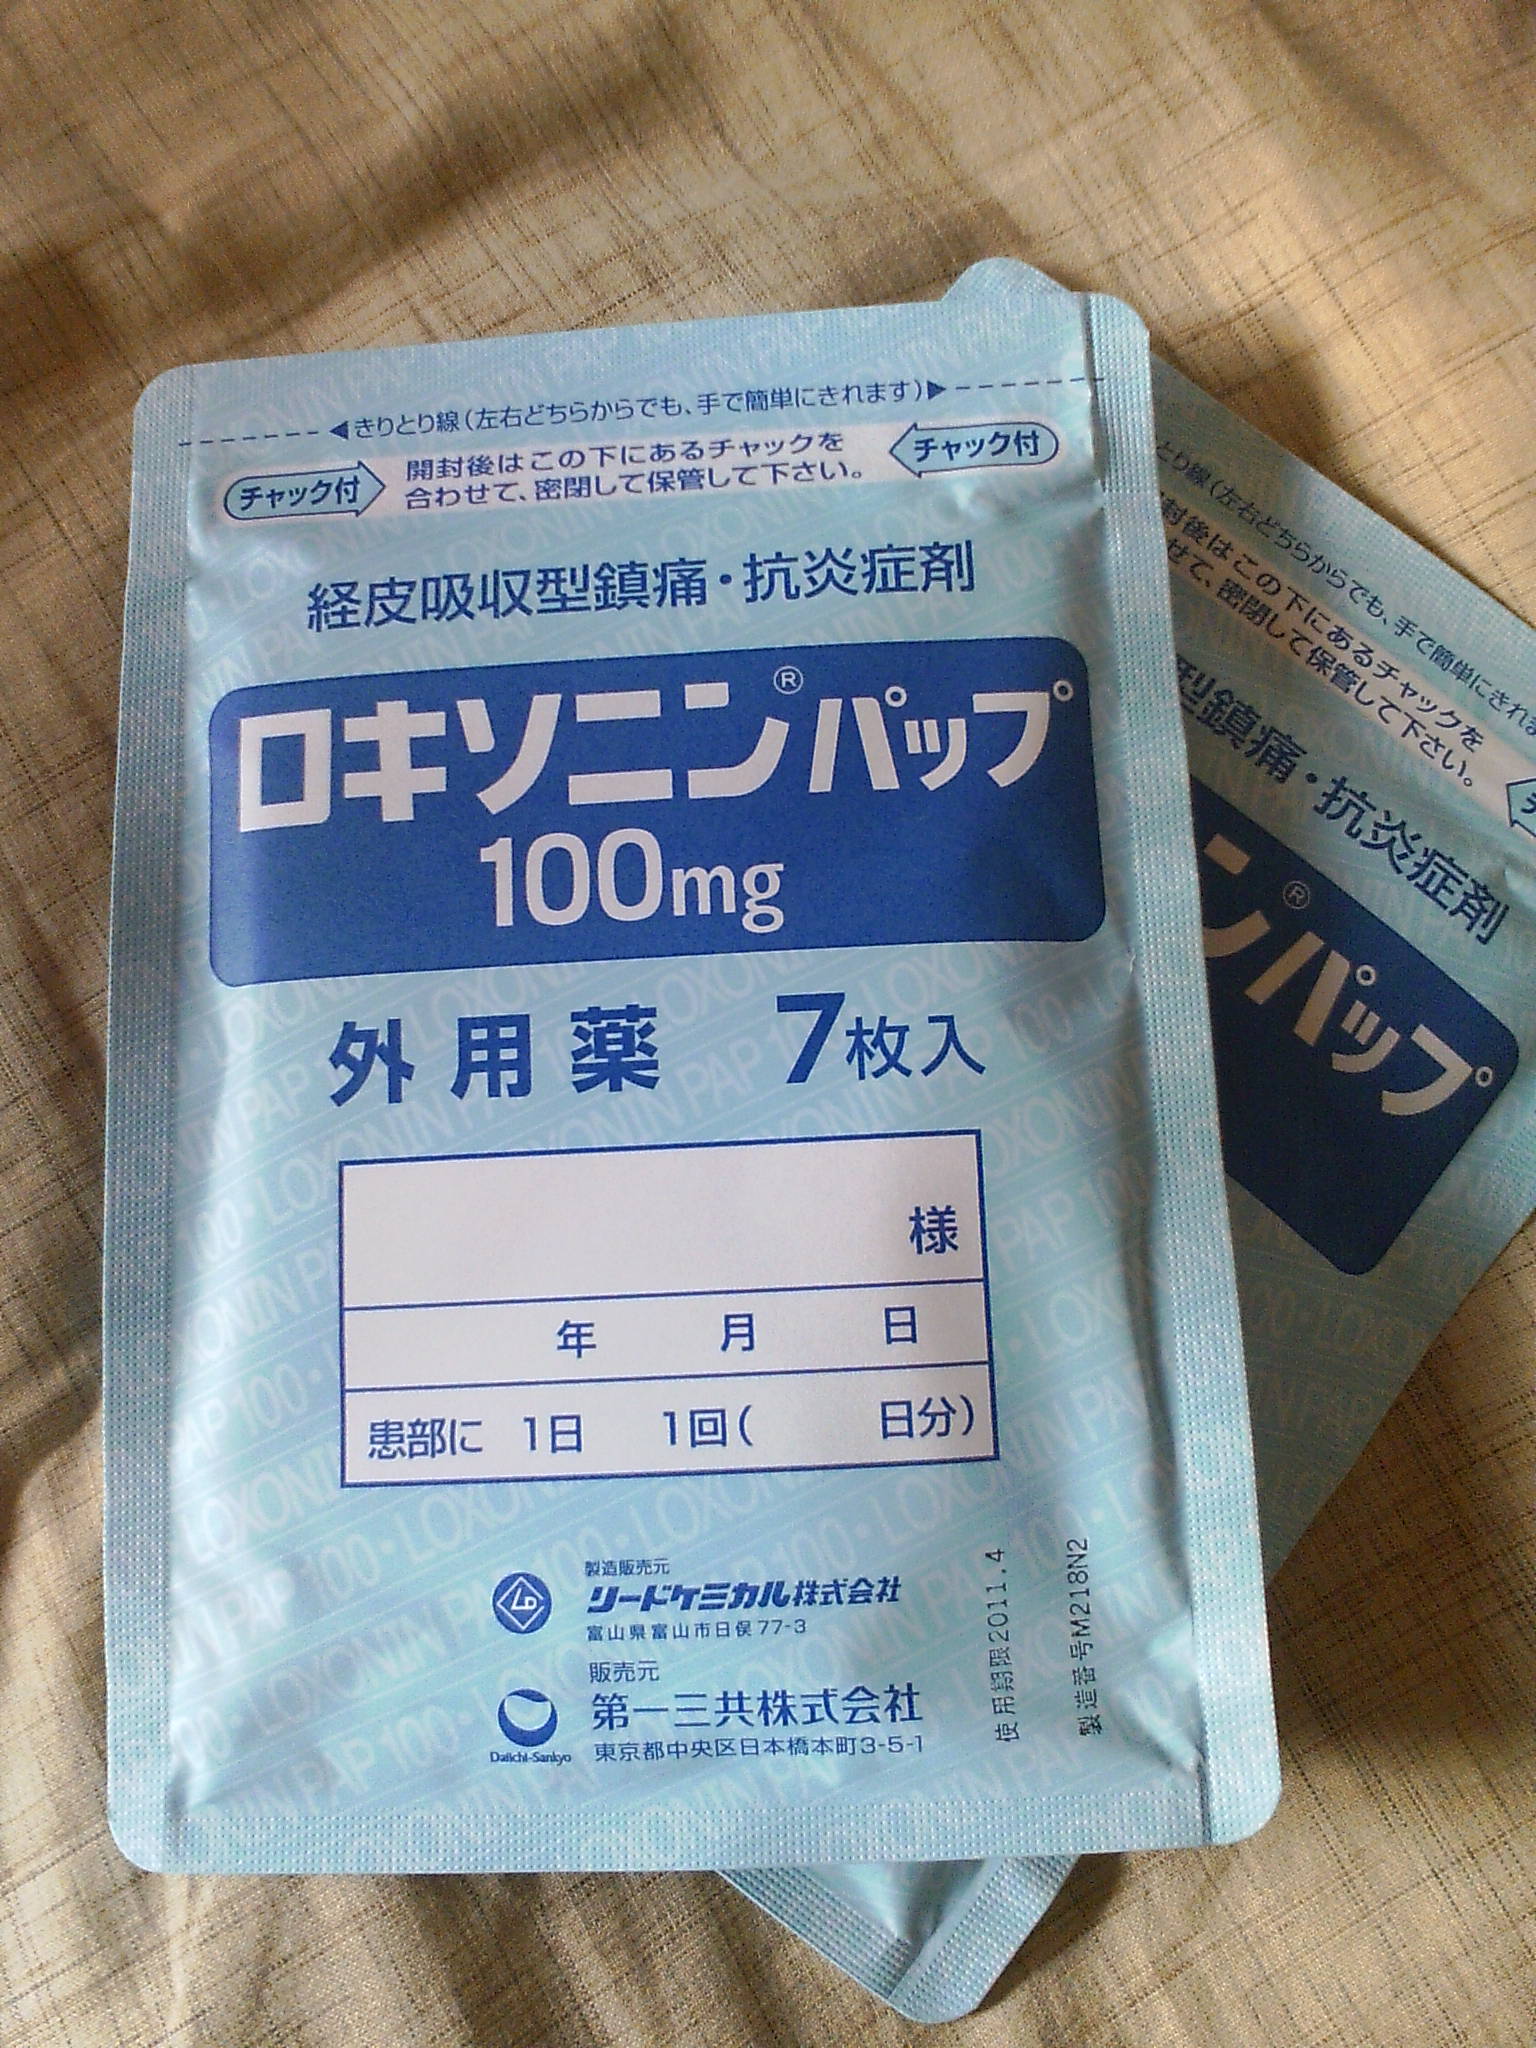 きりとり線(左右どちらからでも、手で簡単にきれます)
チャック付
開封後はこの下にあるチャックを
合わせて、密閉して保管して下さい。
チャック付
経皮吸収型鎮痛・抗炎症剤
ロキソニン®パップ
100mg
外用薬 7枚入
様
年 月 日
患部に 1日 1回( 日分)
製造販売元
リードケミカル株式会社
富山県富山市日俣77-3
販売元
第一三共株式会社
Daiichi-Sankyo
東京都中央区日本橋本町3-5-1
使用期限2011.4
製造番号M218N2
とり線(左右どちらからでも、手で簡単にきれ
封後はこの下にあるチャックを
せて、密閉して保管して下さい。
型鎮痛・抗炎症剤
ン®パップ